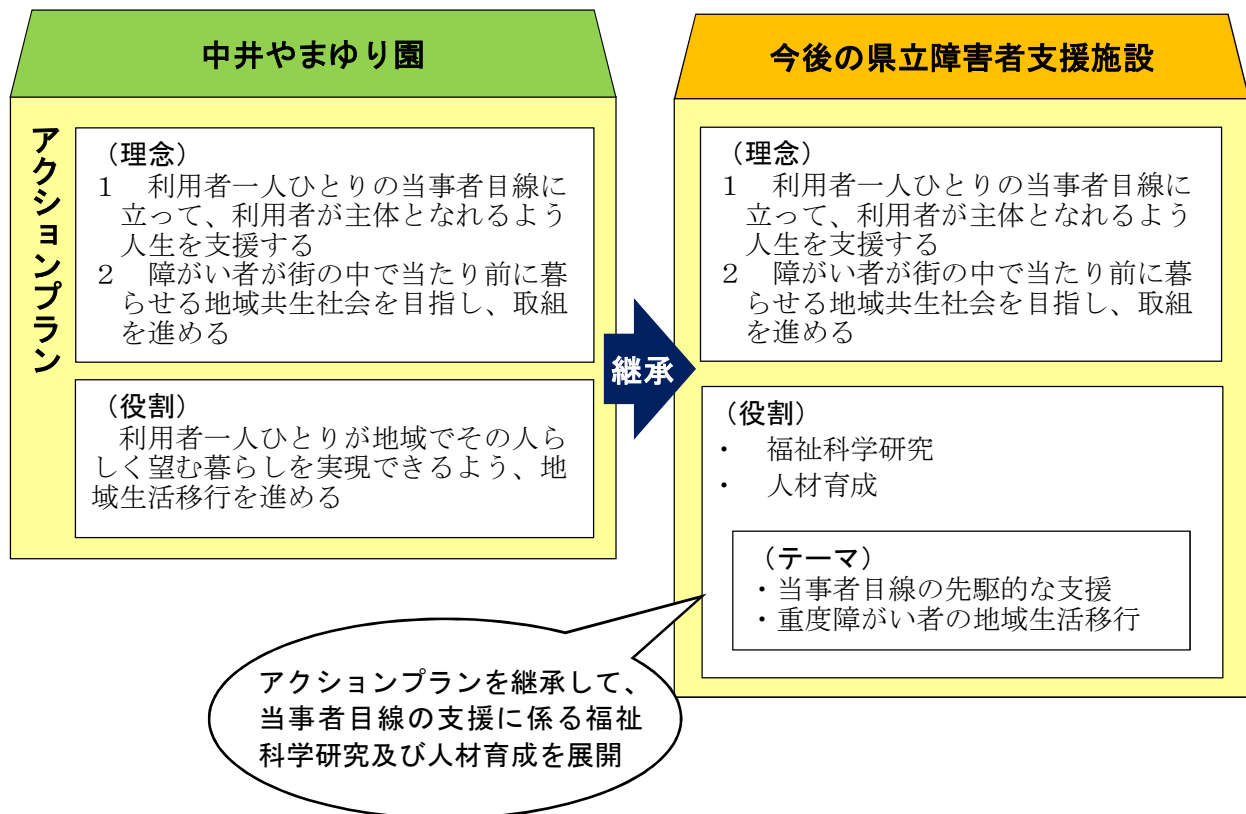 中井やまゆり園
アクションプラン
（理念）
１　利用者一人ひとりの当事者目線に
立って、利用者が主体となれるよう
人生を支援する
２　障がい者が街の中で当たり前に暮
らせる地域共生社会を目指し、取組
を進める
（役割）
利用者一人ひとりが地域でその人ら
しく望む暮らしを実現できるよう、地
域生活移行を進める
継承
今後の県立障害者支援施設
（理念）
１　利用者一人ひとりの当事者目線に
立って、利用者が主体となれるよう
人生を支援する
２　障がい者が街の中で当たり前に暮
らせる地域共生社会を目指し、取組
を進める
（役割）
・　福祉科学研究
・　人材育成
（テーマ）
・当事者目線の先駆的な支援
・重度障がい者の地域生活移行
アクションプランを継承して、
当事者目線の支援に係る福祉
科学研究及び人材育成を展開